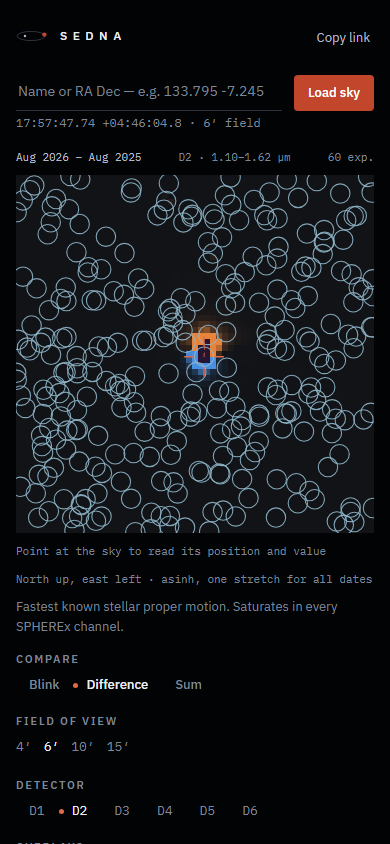 SEDNA
Copy link
Name or RA Dec — e.g. 133.795 -7.245
Load sky
17:57:47.74 +04:46:04.8 · 6′ field
Aug 2026 − Aug 2025 D2 · 1.10–1.62 µm 60 exp.
Point at the sky to read its position and value
North up, east left · asinh, one stretch for all dates
Fastest known stellar proper motion. Saturates in every
SPHEREx channel.
COMPARE
Blink Difference Sum
FIELD OF VIEW
4′ 6′ 10′ 15′
DETECTOR
D1 D2 D3 D4 D5 D6